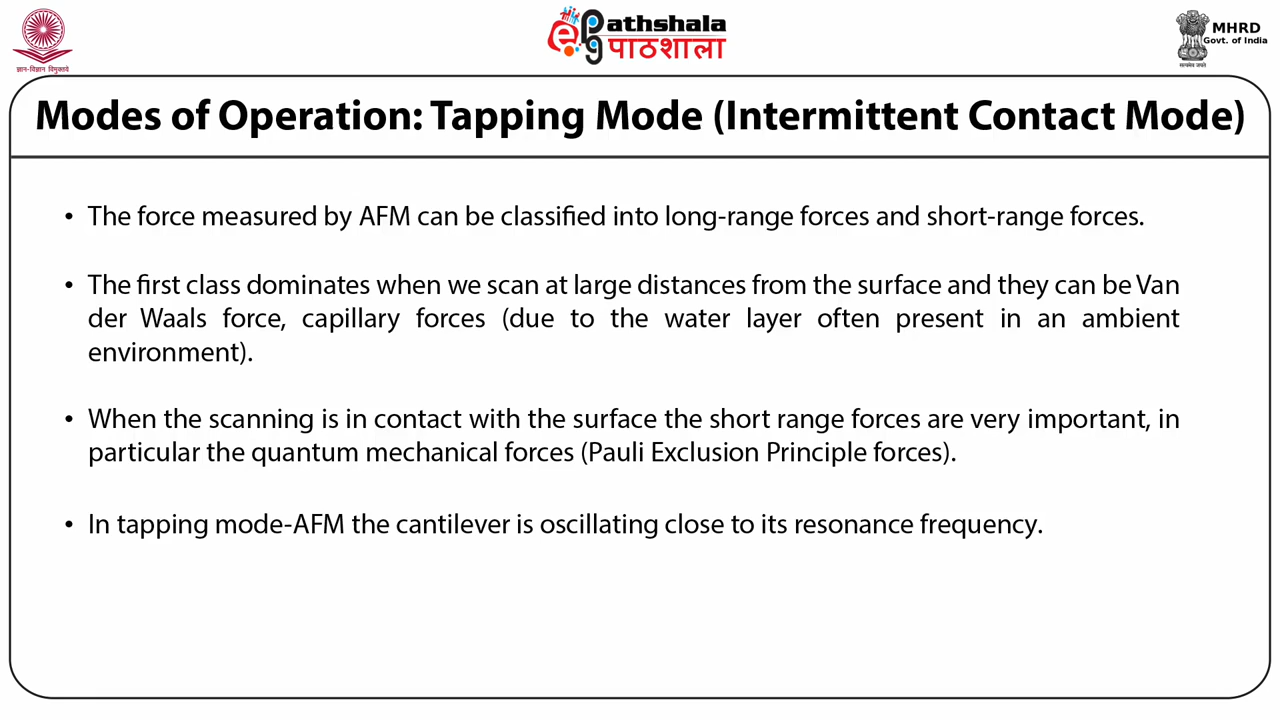 ज्ञान-विज्ञान विमुक्तये
ePathshala
पाठशाला
MHRD
Govt. of India
सत्यमेव जयते
Modes of Operation: Tapping Mode (Intermittent Contact Mode)
• The force measured by AFM can be classified into long-range forces and short-range forces.
• The first class dominates when we scan at large distances from the surface and they can be Van
der Waals force, capillary forces (due to the water layer often present in an ambient
environment).
• When the scanning is in contact with the surface the short range forces are very important, in
particular the quantum mechanical forces (Pauli Exclusion Principle forces).
• In tapping mode-AFM the cantilever is oscillating close to its resonance frequency.